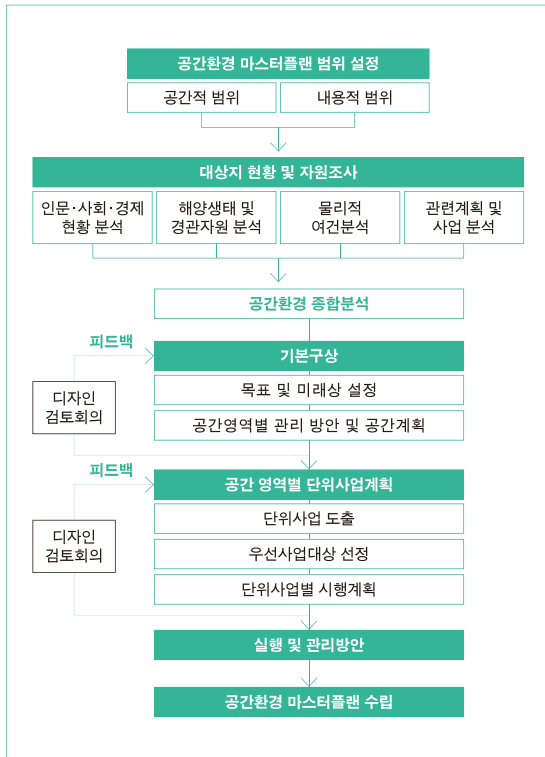 공간환경 마스터플랜 범위 설정
공간적 범위
내용적 범위
대상지 현황 및 자원조사
인문·사회·경제
현황 분석
해양생태 및
경관자원 분석
물리적
여건분석
관련계획 및
사업 분석
공간환경 종합분석
피드백
기본구상
디자인
검토회의
목표 및 미래상 설정
공간영역별 관리 방안 및 공간계획
피드백
공간 영역별 단위사업계획
디자인
검토회의
단위사업 도출
우선사업대상 선정
단위사업별 시행계획
실행 및 관리방안
공간환경 마스터플랜 수립